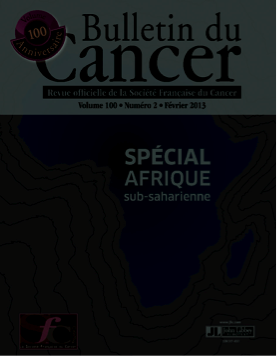 100
Anniversaire
Bulletin du
Cancer
Revue officielle de la Société Française du Cancer
Volume 100 • Numéro 2 • Février 2013
SPÉCIAL
AFRIQUE
sub-saharienne
fc